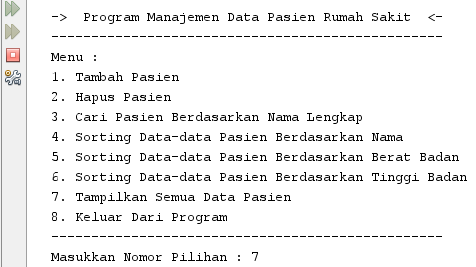 ->  Program Manajemen Data Pasien Rumah Sakit  <-
-------------------------------------------------
Menu :
1. Tambah Pasien
2. Hapus Pasien
3. Cari Pasien Berdasarkan Nama Lengkap
4. Sorting Data-data Pasien Berdasarkan Nama
5. Sorting Data-data Pasien Berdasarkan Berat Badan
6. Sorting Data-data Pasien Berdasarkan Tinggi Badan
7. Tampilkan Semua Data Pasien
8. Keluar Dari Program
-------------------------------------------------
Masukkan Nomor Pilihan : 7